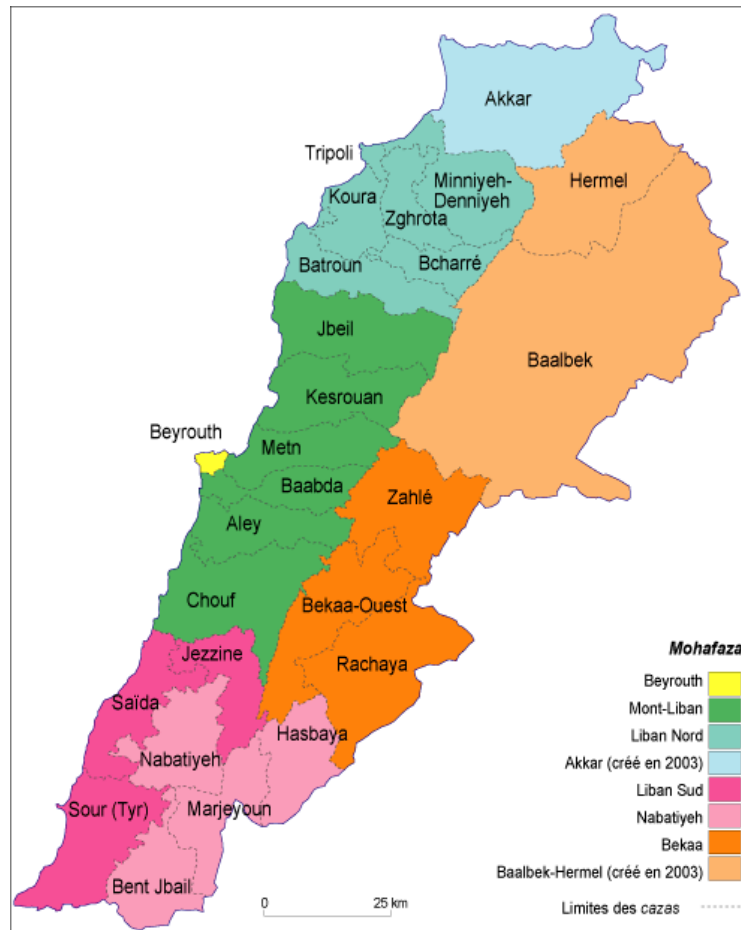 Akkar
Tripoli
Hermel
Minniyeh-
Denniyeh
Koura
Zghrota
Batroun
Bcharré
Jbeil
Baalbek
Kesrouan
Beyrouth
Metn
Baabda
Zahlé
Aley
Chouf
Bekaa-Ouest
Jezzine
Rachaya
Saïda
Hasbaya
Nabatiyeh
Sour (Tyr)
Marjeyoun
Bent Jbail
0 25 km
Mohafaza
Beyrouth
Mont-Liban
Liban Nord
Akkar (créé en 2003)
Liban Sud
Nabatiyeh
Bekaa
Baalbek-Hermel (créé en 2003)
Limites des cazas